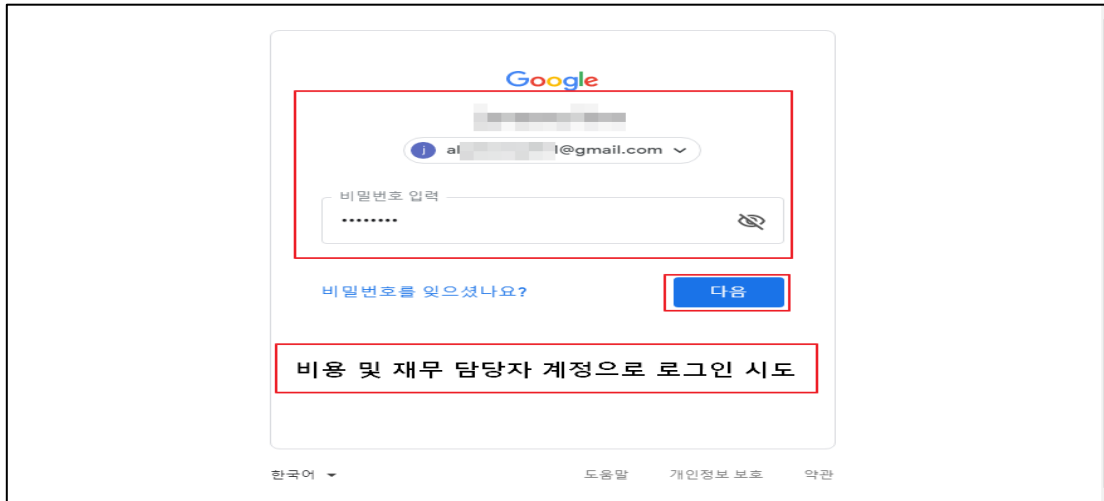 Google
j al l@gmail.com
비밀번호 입력
••••••••
비밀번호를 잊으셨나요? 다음
비용 및 재무 담당자 계정으로 로그인 시도
한국어 도움말 개인정보 보호 약관